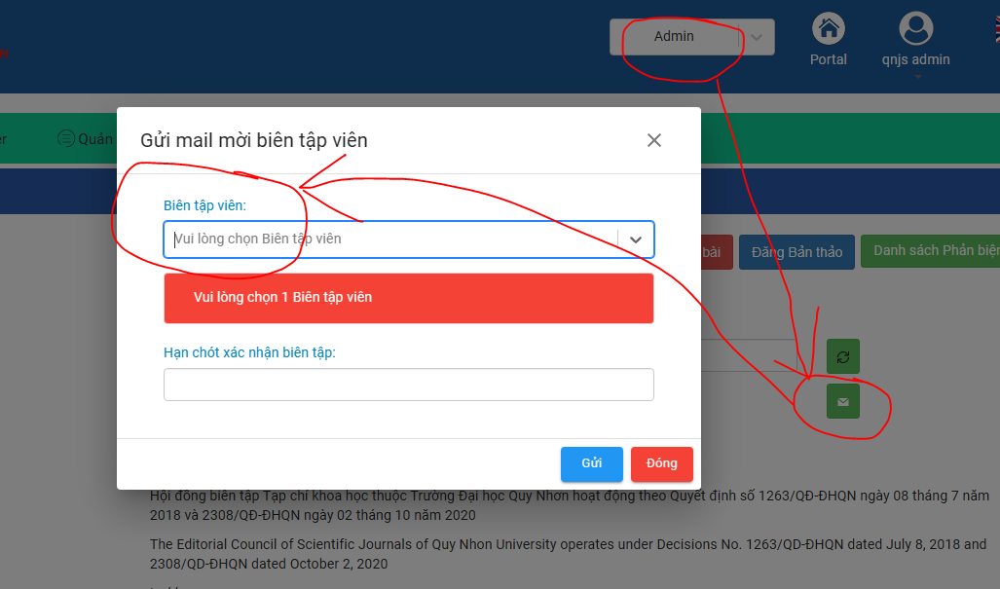 Admin
Portal
qnjs admin
Quản
Gửi mail mời biên tập viên
Biên tập viên:
Vui lòng chọn Biên tập viên
bài
Đăng Bản thảo
Danh sách Phản biện
Vui lòng chọn 1 Biên tập viên
Hạn chót xác nhận biên tập:
Gửi
Đóng
Hội đồng biên tập Tạp chí khoa học thuộc Trường Đại học Quy Nhơn hoạt động theo Quyết định số 1263/QĐ-ĐHQN ngày 08 tháng 7 năm
2018 và 2308/QĐ-ĐHQN ngày 02 tháng 10 năm 2020
The Editorial Council of Scientific Journals of Quy Nhon University operates under Decisions No. 1263/QD-DHQN dated July 8, 2018 and
2308/QD-DHQN dated October 2, 2020